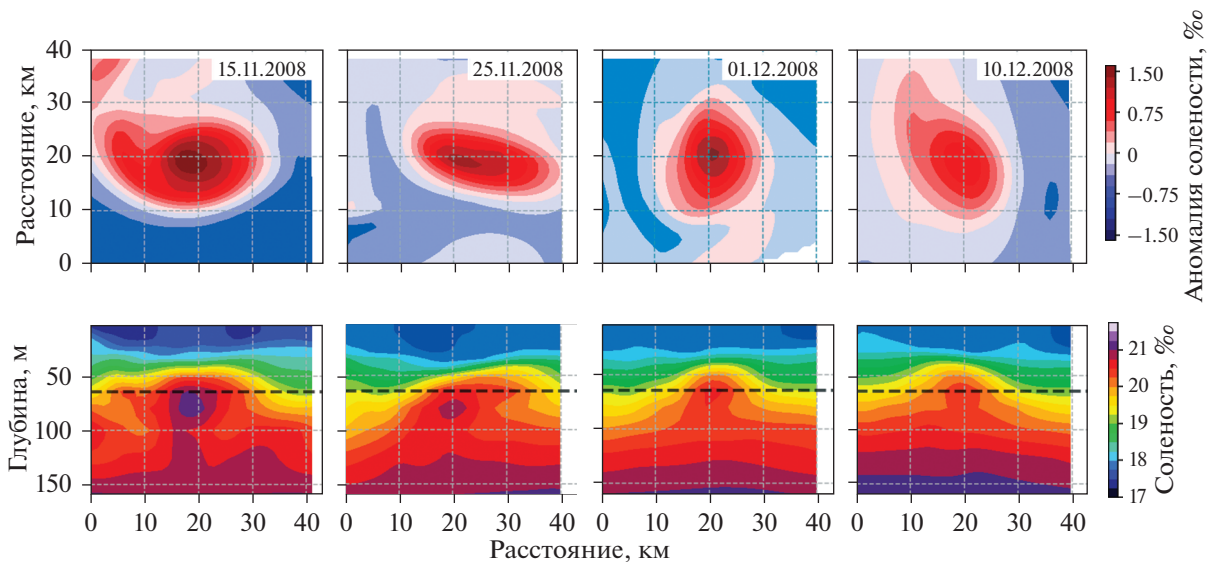 15.11.2008 25.11.2008 01.12.2008 10.12.2008
Расстояние, км
40
30
20
10
0
Аномалия солености, ‰
1.50
0.75
0
−0.75
−1.50
Глубина, м
50
100
150
0 10 20 30 40 0 10 20 30 40 0 10 20 30 40 0 10 20 30 40
Расстояние, км
Соленость, ‰
21
20
19
18
17